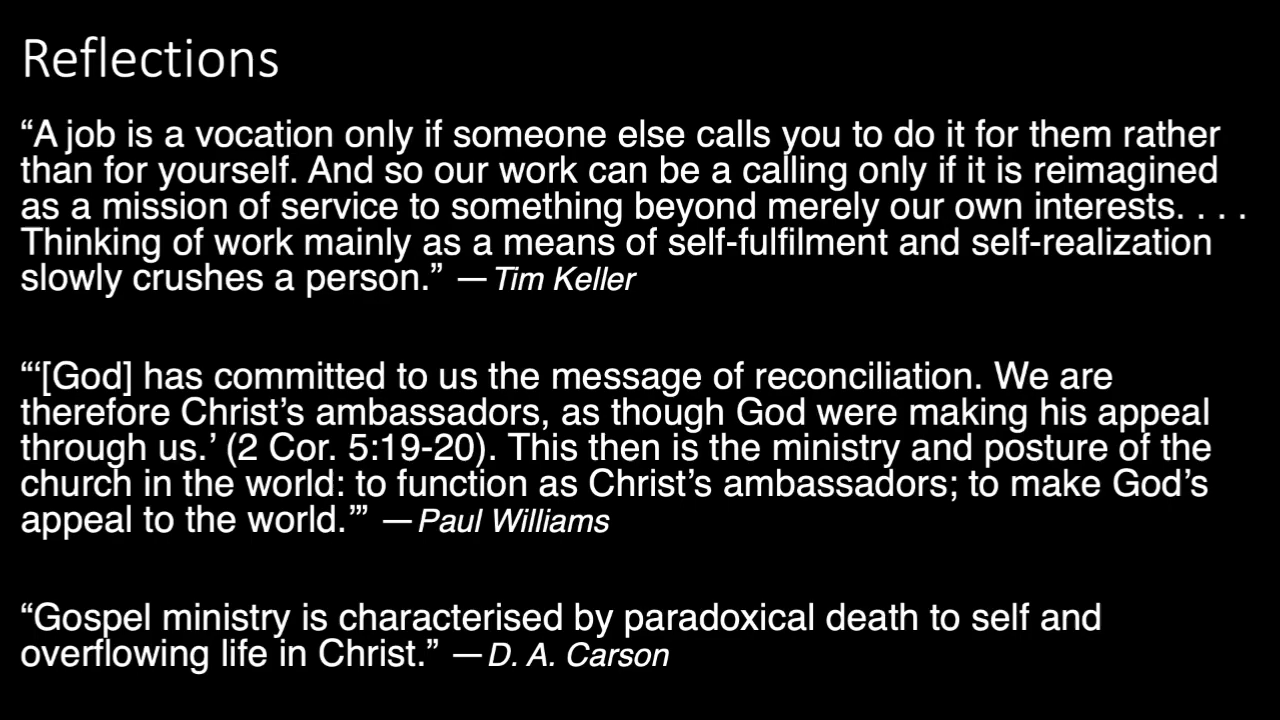 Reflections
“A job is a vocation only if someone else calls you to do it for them rather
than for yourself. And so our work can be a calling only if it is reimagined
as a mission of service to something beyond merely our own interests. . . .
Thinking of work mainly as a means of self-fulfilment and self-realization
slowly crushes a person.” —Tim Keller
“‘[God] has committed to us the message of reconciliation. We are
therefore Christ’s ambassadors, as though God were making his appeal
through us.’ (2 Cor. 5:19-20). This then is the ministry and posture of the
church in the world: to function as Christ’s ambassadors; to make God’s
appeal to the world.’” —Paul Williams
“Gospel ministry is characterised by paradoxical death to self and
overflowing life in Christ.” —D. A. Carson